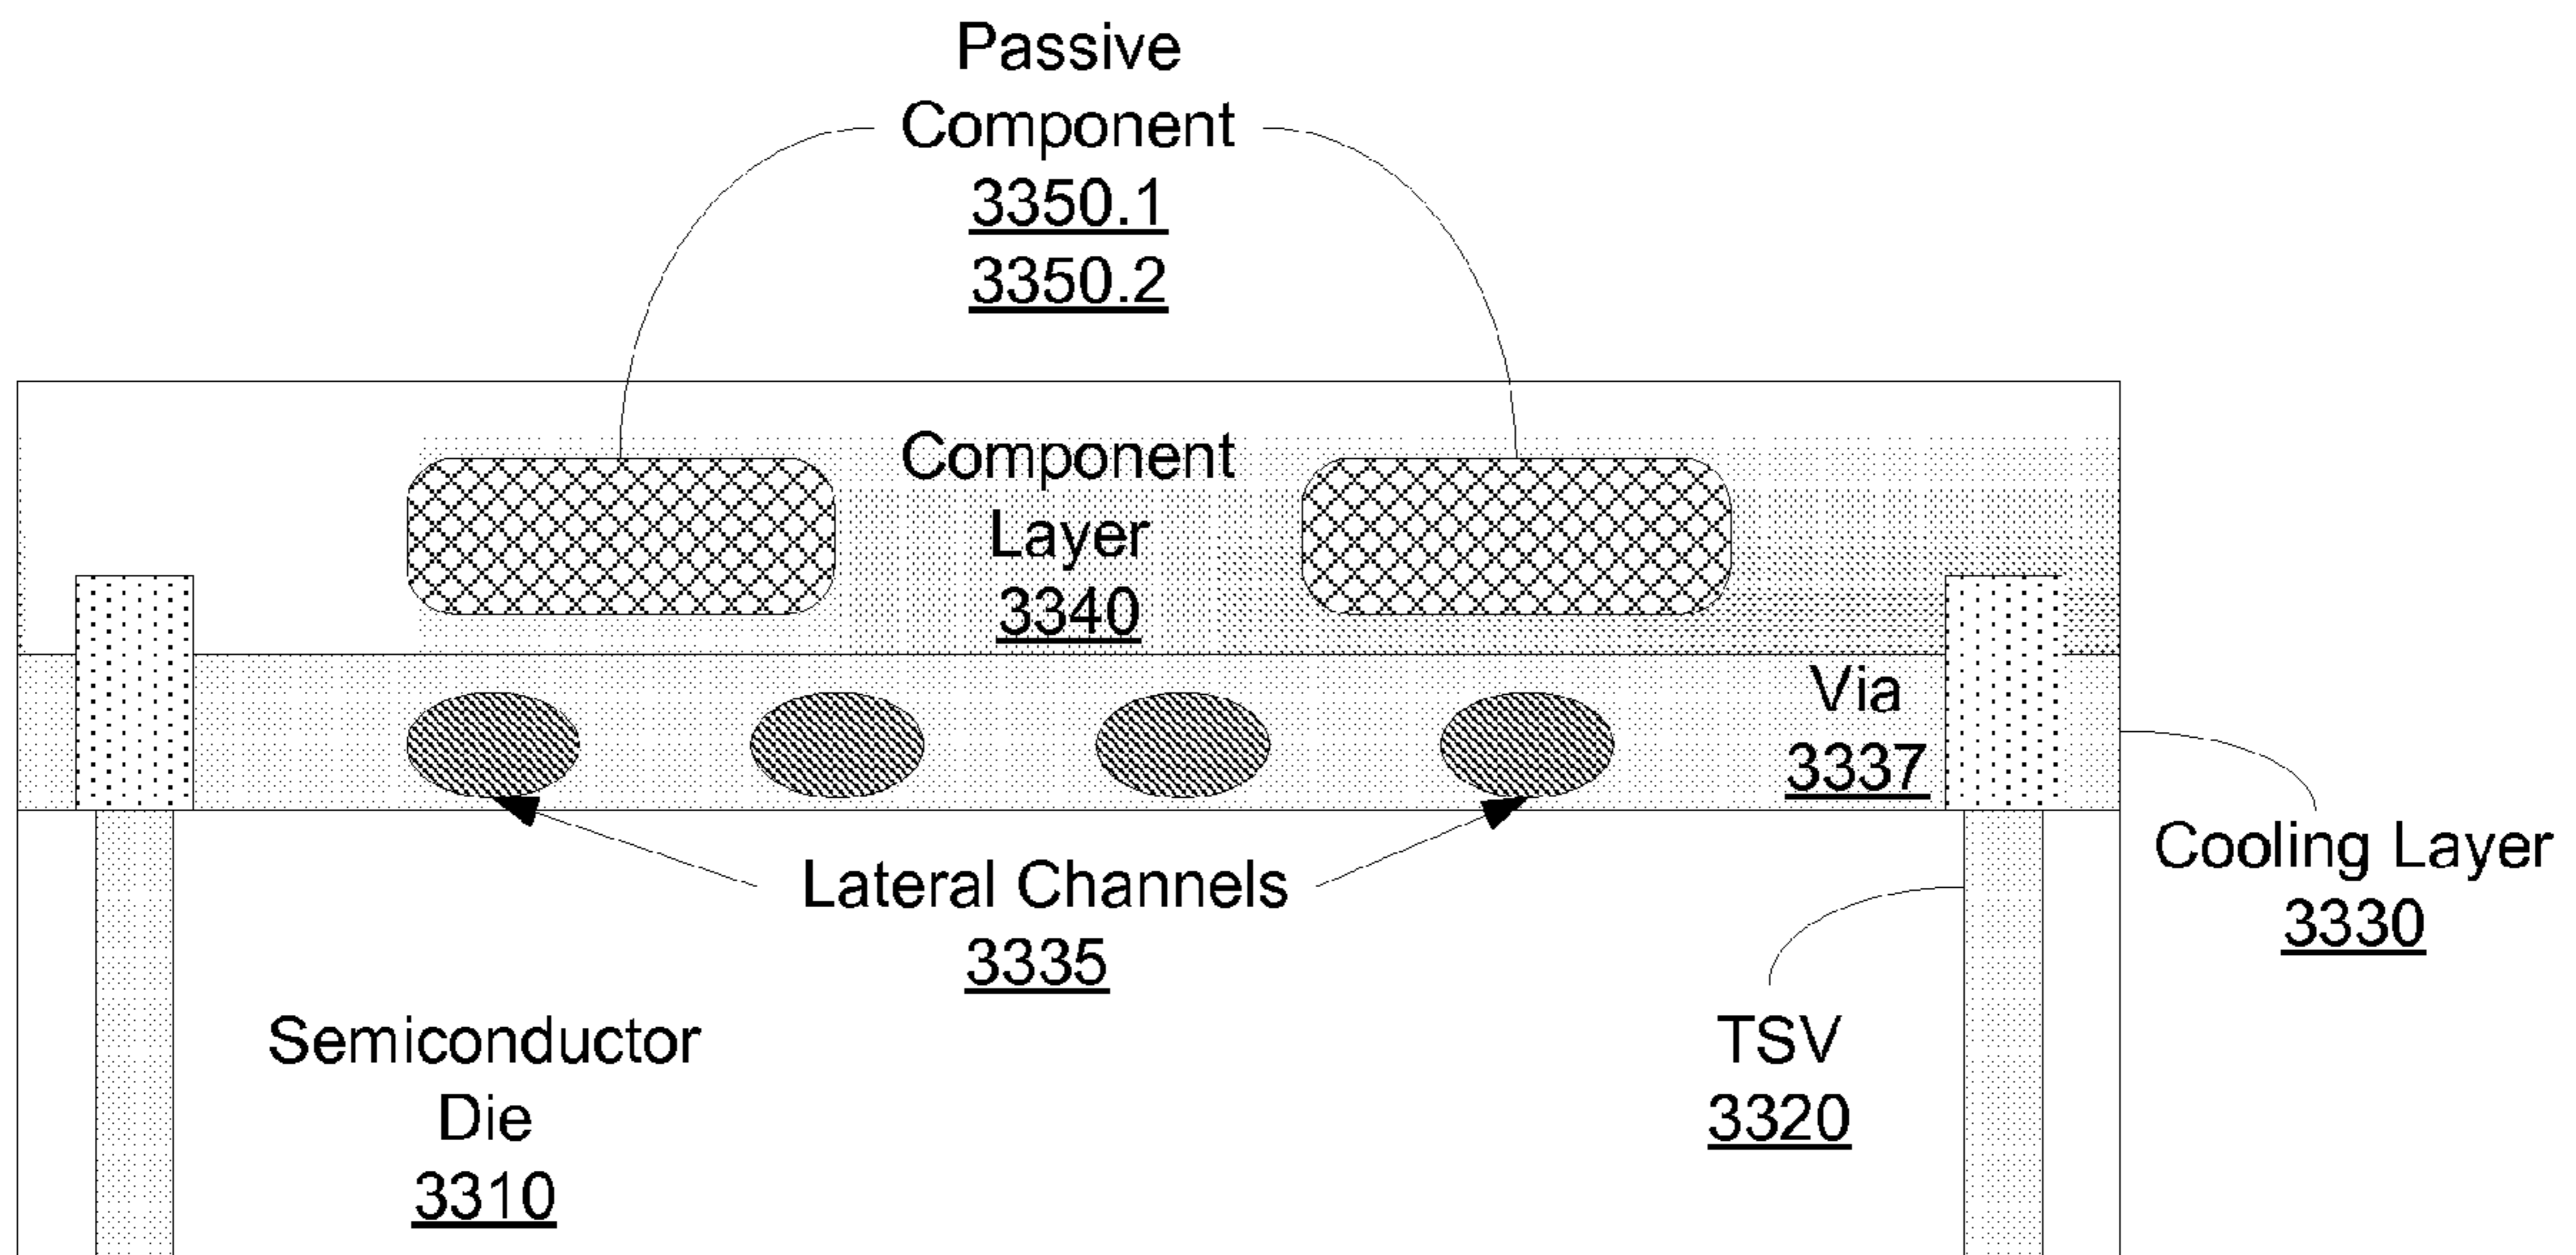 Passive
Component
3350.1
3350.2
Component
Layer
3340
Via
3337
Cooling Layer
3330
Lateral Channels
3335
Semiconductor
Die
3310
TSV
3320